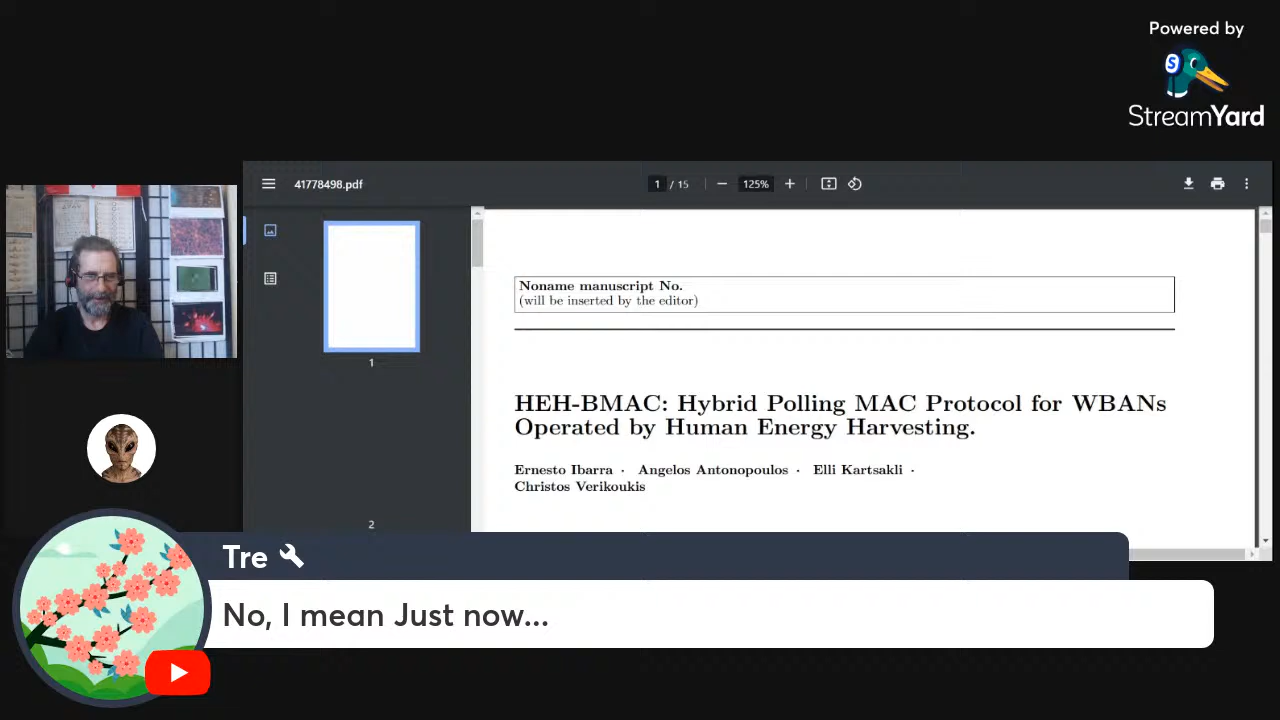 Powered by
StreamYard
41778498.pdf
1 / 15
125%
Noname manuscript No.
(will be inserted by the editor)
HEH-BMAC: Hybrid Polling MAC Protocol for WBANs
Operated by Human Energy Harvesting.
Ernesto Ibarra · Angelos Antonopoulos · Elli Kartsakli ·
Christos Verikoukis
1
2
Tre
No, I mean Just now...